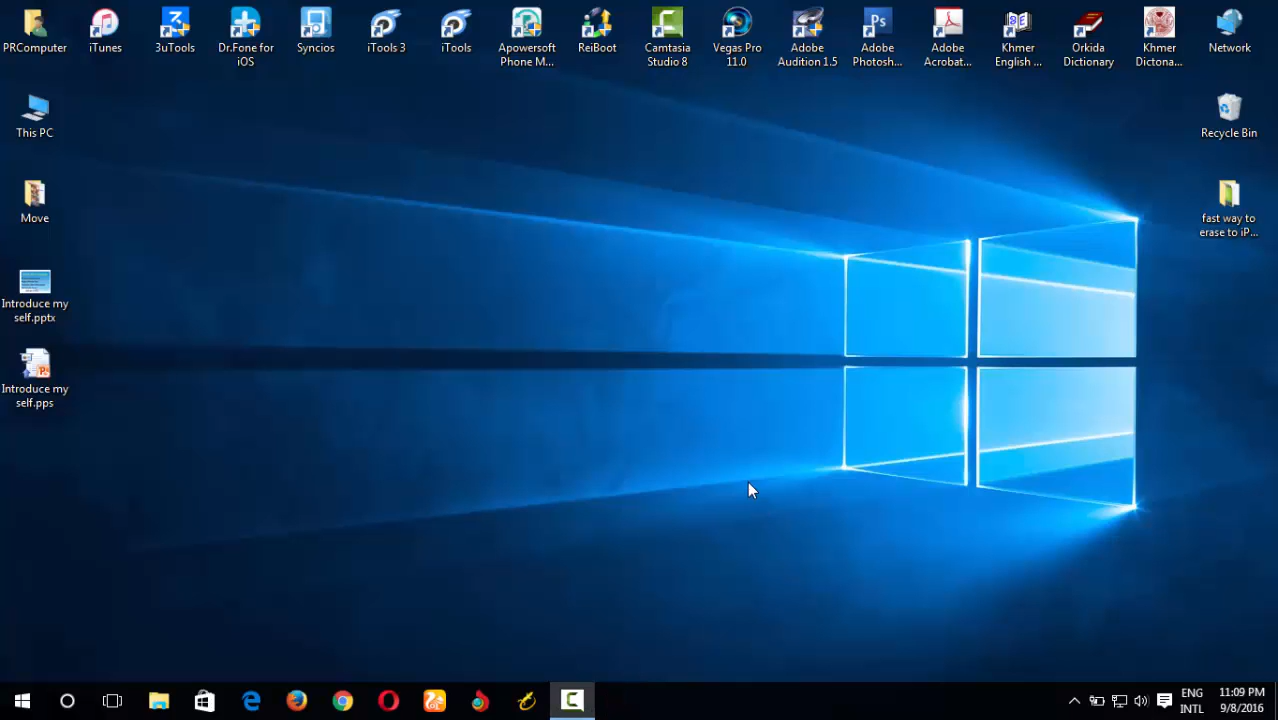 PRComputer
iTunes
3uTools
Dr.Fone for
iOS
Syncios
iTools 3
iTools
Apowersoft
Phone M...
ReiBoot
Camtasia
Studio 8
Vegas Pro
11.0
Adobe
Audition 1.5
Adobe
Photosh...
Adobe
Acrobat...
Khmer
English ...
Orkida
Dictionary
Khmer
Dictona...
Network
This PC
Recycle Bin
Move
fast way to
erase to iP...
Introduce my
self.pptx
Introduce my
self.pps
ENG
INTL
11:09 PM
9/8/2016